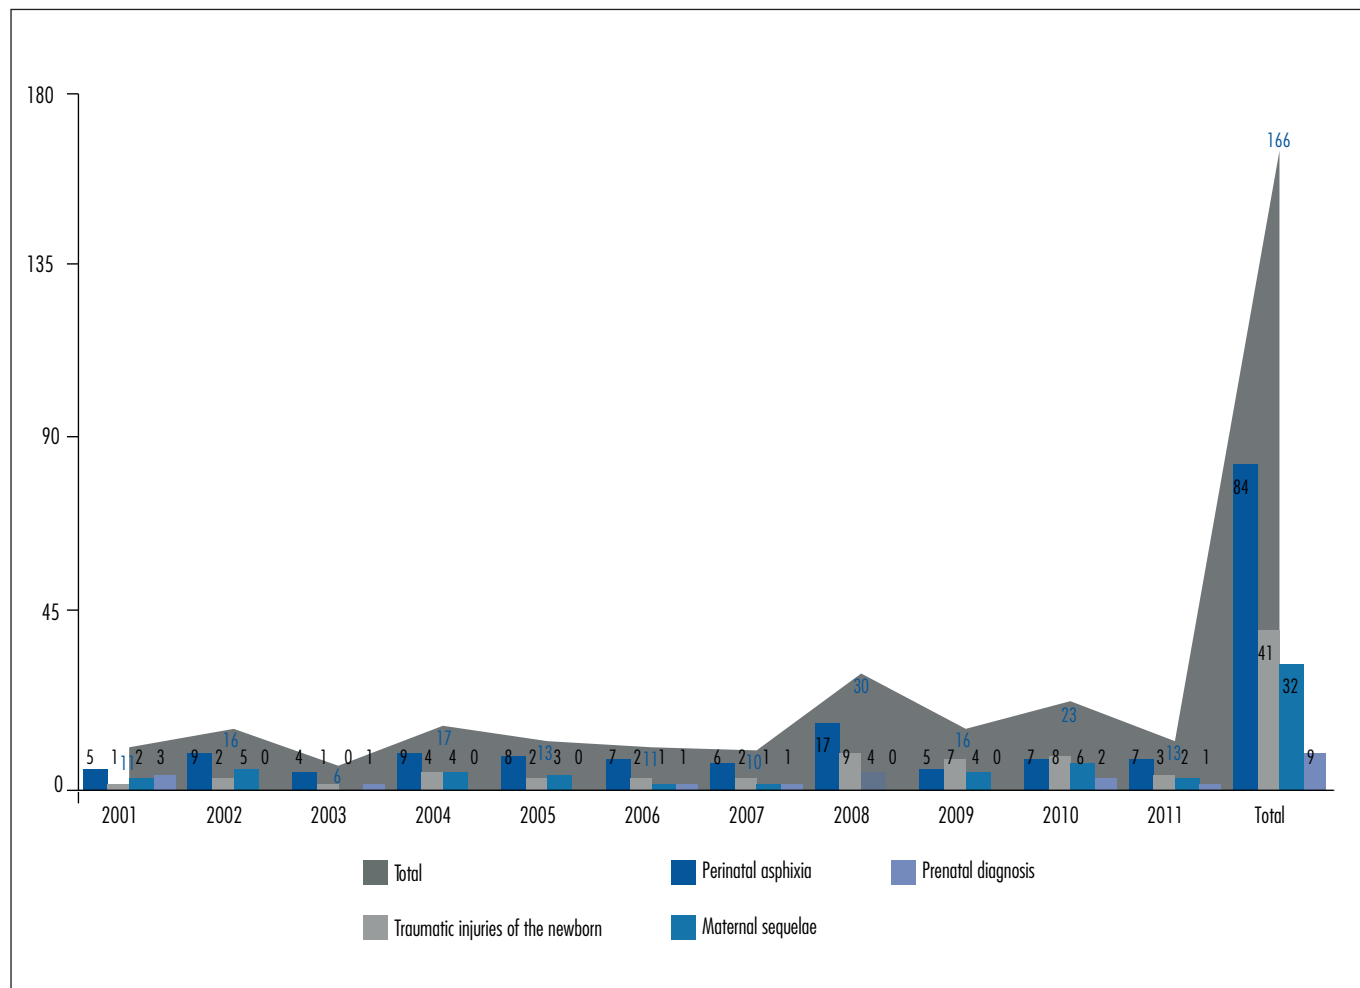 180
135
90
45
0
166
84
41
32
9
5 1 11 2 3
9 2 16 5 0
4 1 6 0 1
9 4 17 4 0
8 2 13 3 0
7 2 11 1 1
6 2 10 1 1
17 9 30 4 0
5 7 16 4 0
7 8 23 6 2
7 3 13 2 1
2001 2002 2003 2004 2005 2006 2007 2008 2009 2010 2011 Total
Total
Perinatal asphixia
Prenatal diagnosis
Traumatic injuries of the newborn
Maternal sequelae